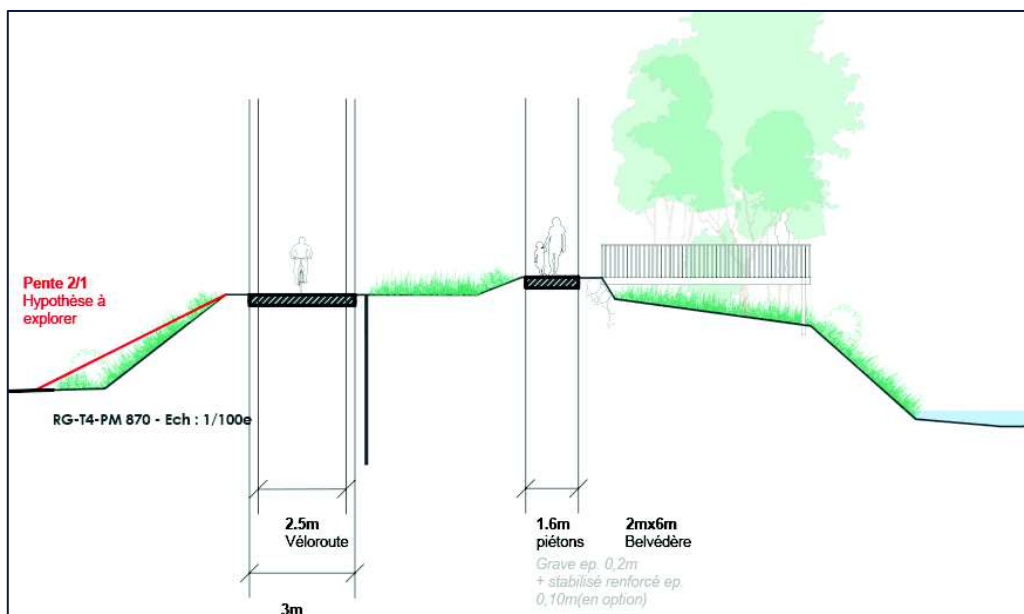 Pente 2/1
Hypothèse à
explorer
RG-T4-PM 870 - Ech : 1/100e
2.5m
Véloroute
3m
1.6m
piétons
Grave ep. 0,2m
+ stabilisé renforcé ep.
0,10m(en option)
2mx6m
Belvédère